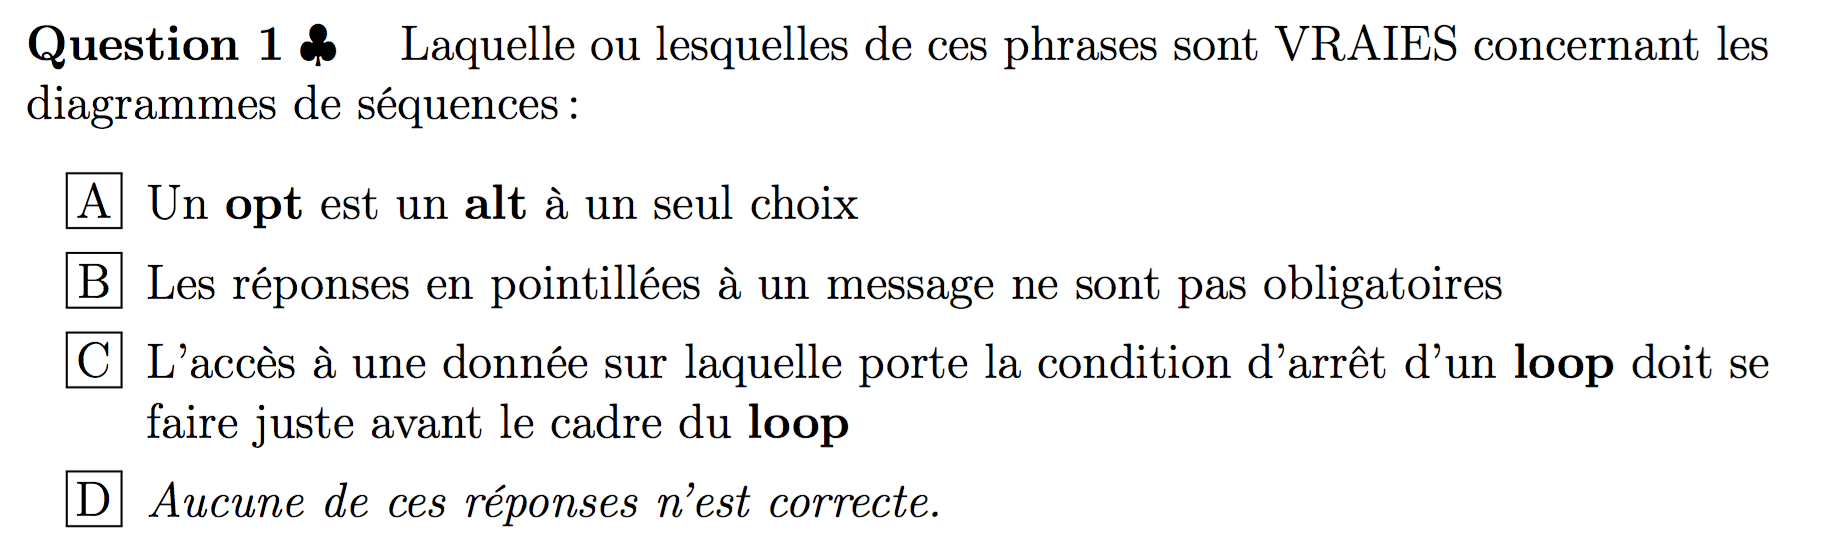 Question 1 ♣ Laquelle ou lesquelles de ces phrases sont VRAIES concernant les
diagrammes de séquences :
A Un opt est un alt à un seul choix
B Les réponses en pointillées à un message ne sont pas obligatoires
C L'accès à une donnée sur laquelle porte la condition d'arrêt d'un loop doit se
faire juste avant le cadre du loop
D Aucune de ces réponses n'est correcte.